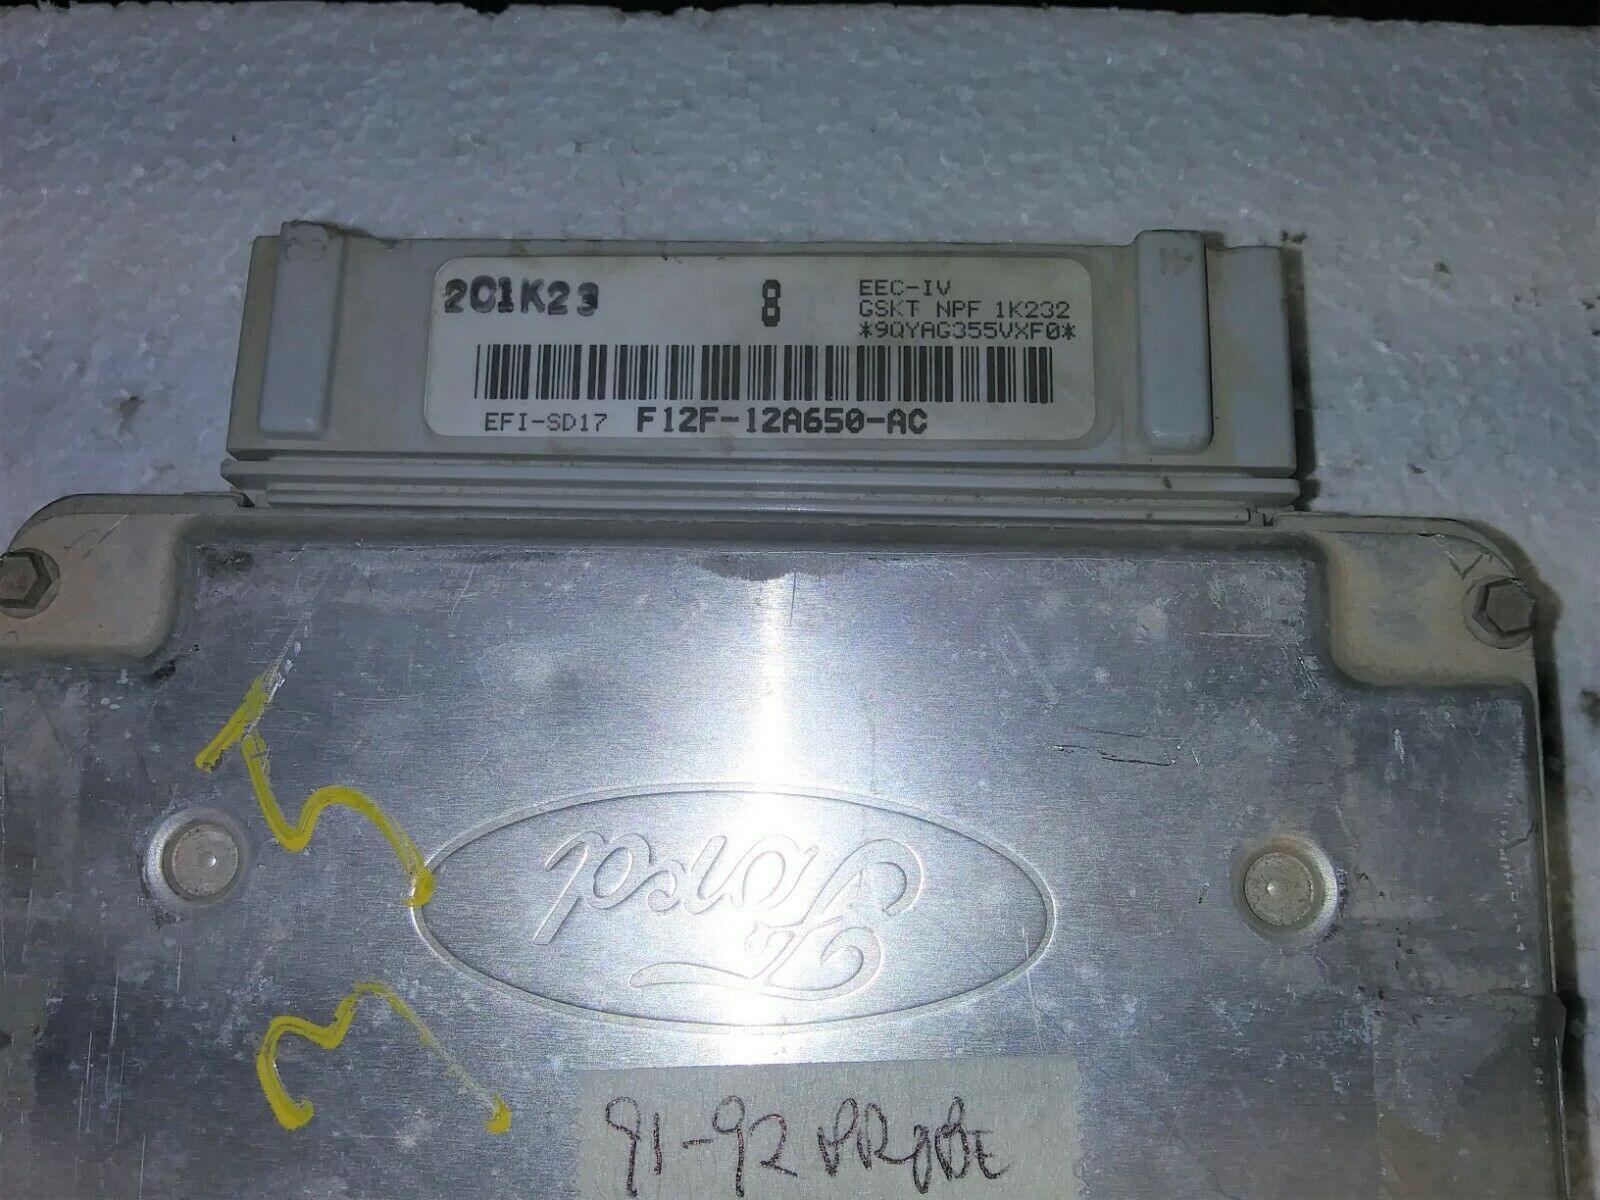 2C1K23 8 EEC-IV
GSKT NPF 1K232
*9QYAG355VXF0*
EFI-SD17 F12F-12A650-AC
Ford
91-92 PROBE